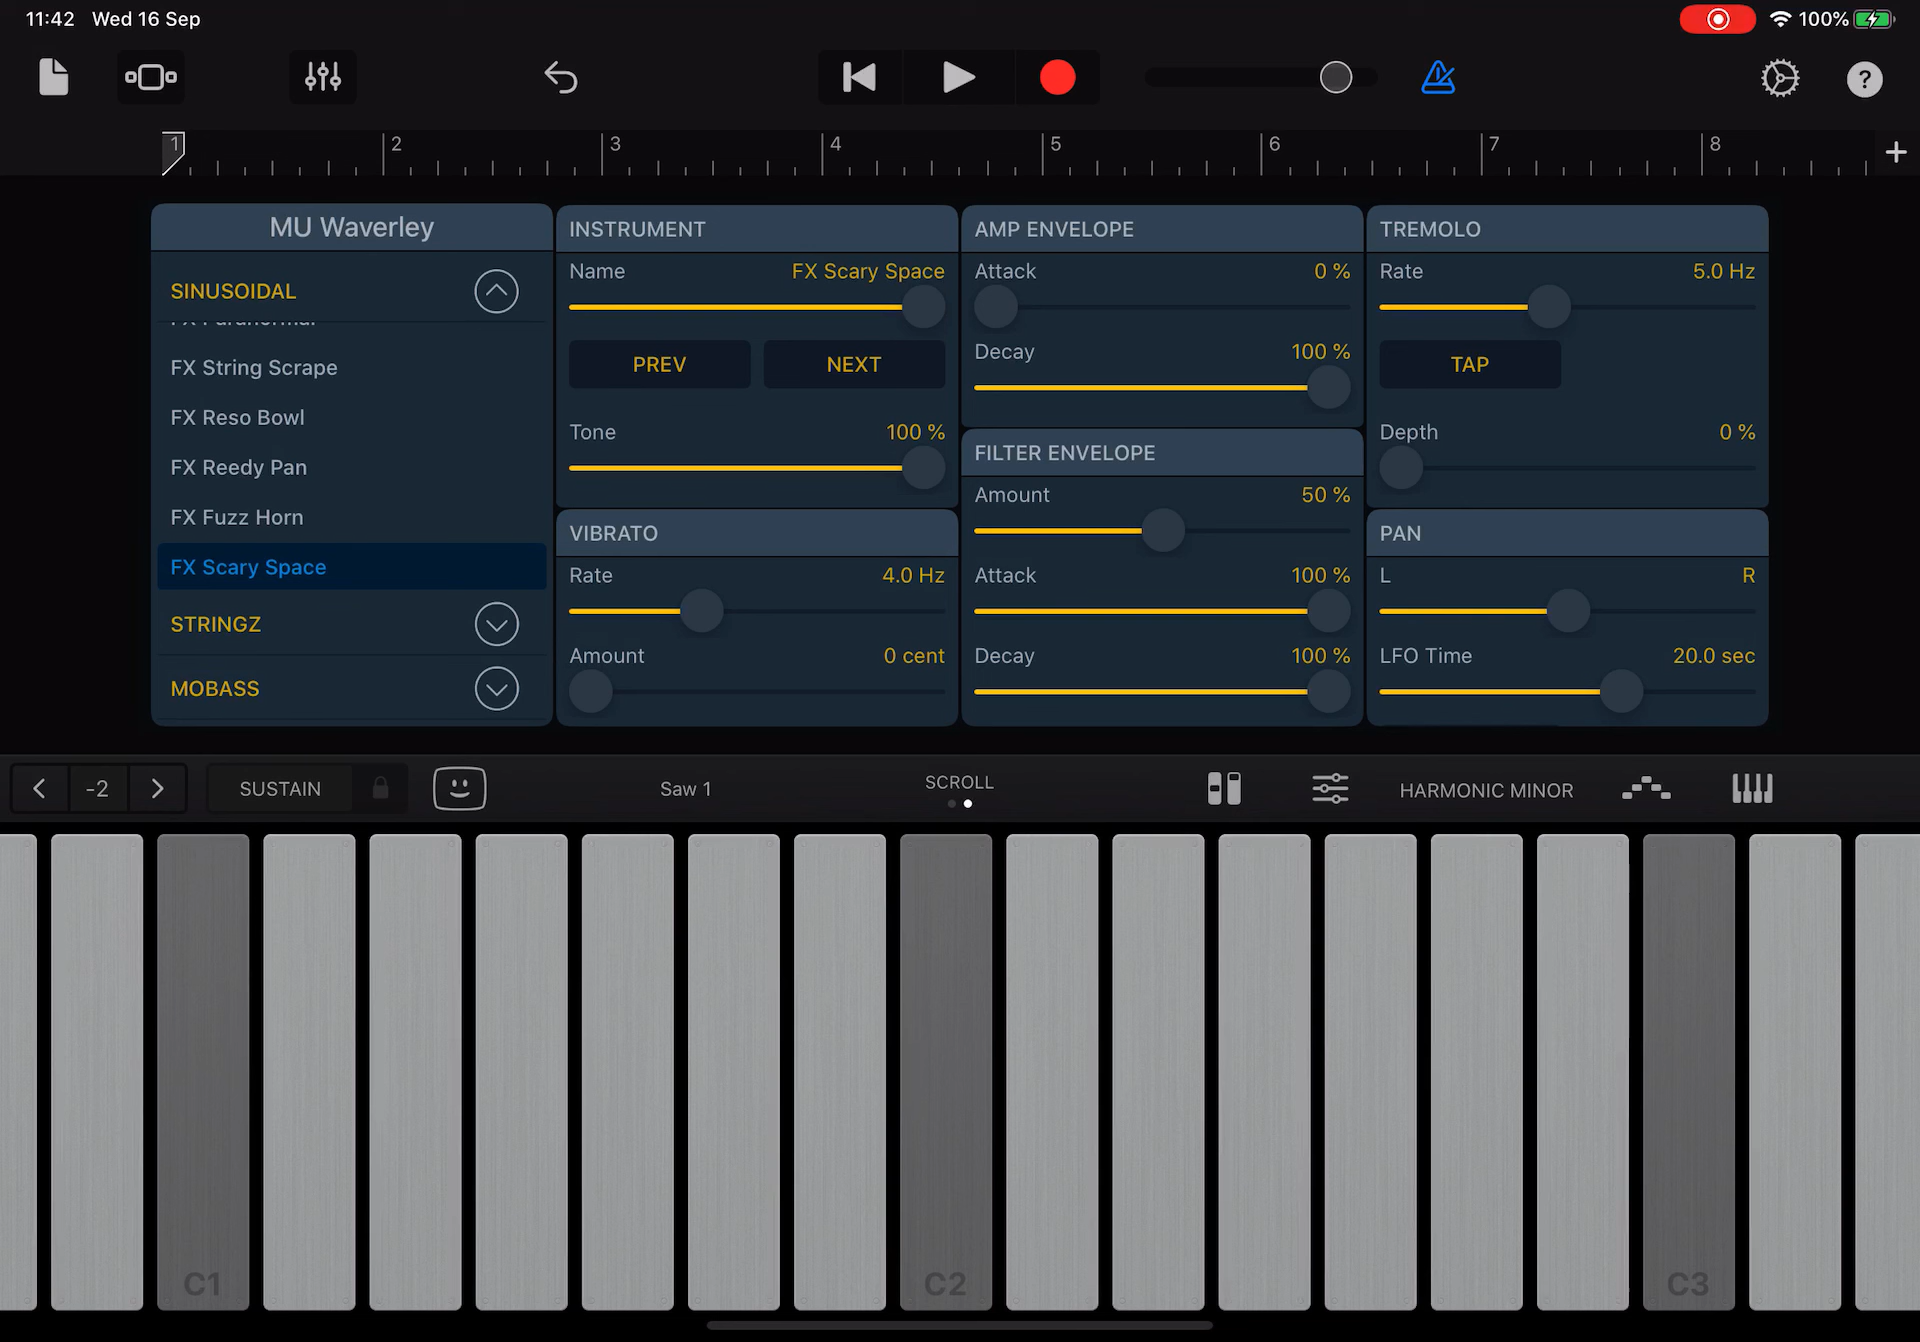 11:42 Wed 16 Sep
100%
?
1 2 3 4 5 6 7 8 +
MU Waverley
SINUSOIDAL
FX Paranormal
FX String Scrape
FX Reso Bowl
FX Reedy Pan
FX Fuzz Horn
FX Scary Space
STRINGZ
MOBASS
INSTRUMENT
Name FX Scary Space
PREV NEXT
Tone 100 %
VIBRATO
Rate 4.0 Hz
Amount 0 cent
AMP ENVELOPE
Attack 0 %
Decay 100 %
FILTER ENVELOPE
Amount 50 %
Attack 100 %
Decay 100 %
TREMOLO
Rate 5.0 Hz
TAP
Depth 0 %
PAN
L R
LFO Time 20.0 sec
-2 SUSTAIN Saw 1 SCROLL HARMONIC MINOR
C1 C2 C3